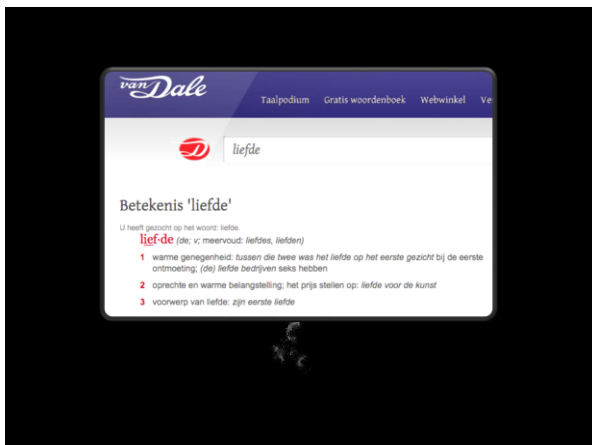 van Dale
Taalpodium Gratis woordenboek Webwinkel Ve
liefde
Betekenis 'liefde'
U heeft gezocht op het woord: liefde.
lief·de (de; v; meervoud: liefdes, liefden)
1 warme genegenheid: tussen die twee was het liefde op het eerste gezicht bij de eerste
ontmoeting; (de) liefde bedrijven seks hebben
2 oprechte en warme belangstelling; het prijs stellen op: liefde voor de kunst
3 voorwerp van liefde: zijn eerste liefde